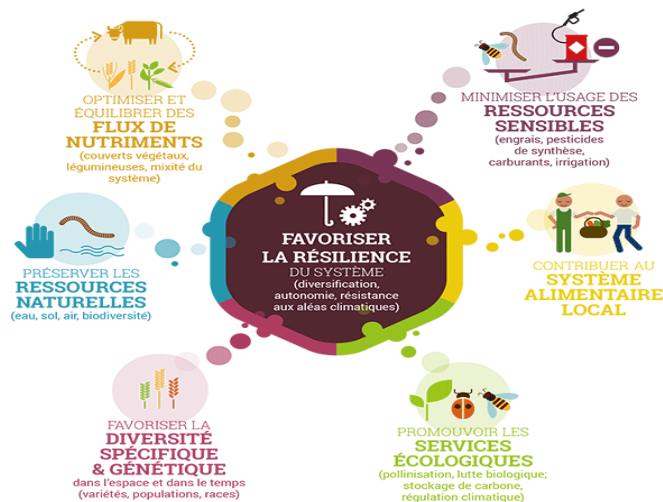 OPTIMISER ET
ÉQUILIBRER DES
FLUX DE
NUTRIMENTS
(couverts végétaux,
légumineuses, mixité du
système)
MINIMISER L'USAGE DES
RESSOURCES
SENSIBLES
(engrais, pesticides
de synthèse,
carburants, irrigation)
FAVORISER
LA RÉSILIENCE
DU SYSTÈME
(diversification,
autonomie, résistance
aux aléas climatiques)
PRÉSERVER LES
RESSOURCES
NATURELLES
(eau, sol, air, biodiversité)
CONTRIBUER AU
SYSTÈME
ALIMENTAIRE
LOCAL
FAVORISER LA
DIVERSITÉ
SPÉCIFIQUE
& GÉNÉTIQUE
dans l'espace et dans le temps
(variétés, populations, races)
PROMOUVOIR LES
SERVICES
ÉCOLOGIQUES
(pollinisation, lutte biologique;
stockage de carbone,
régulation climatique)